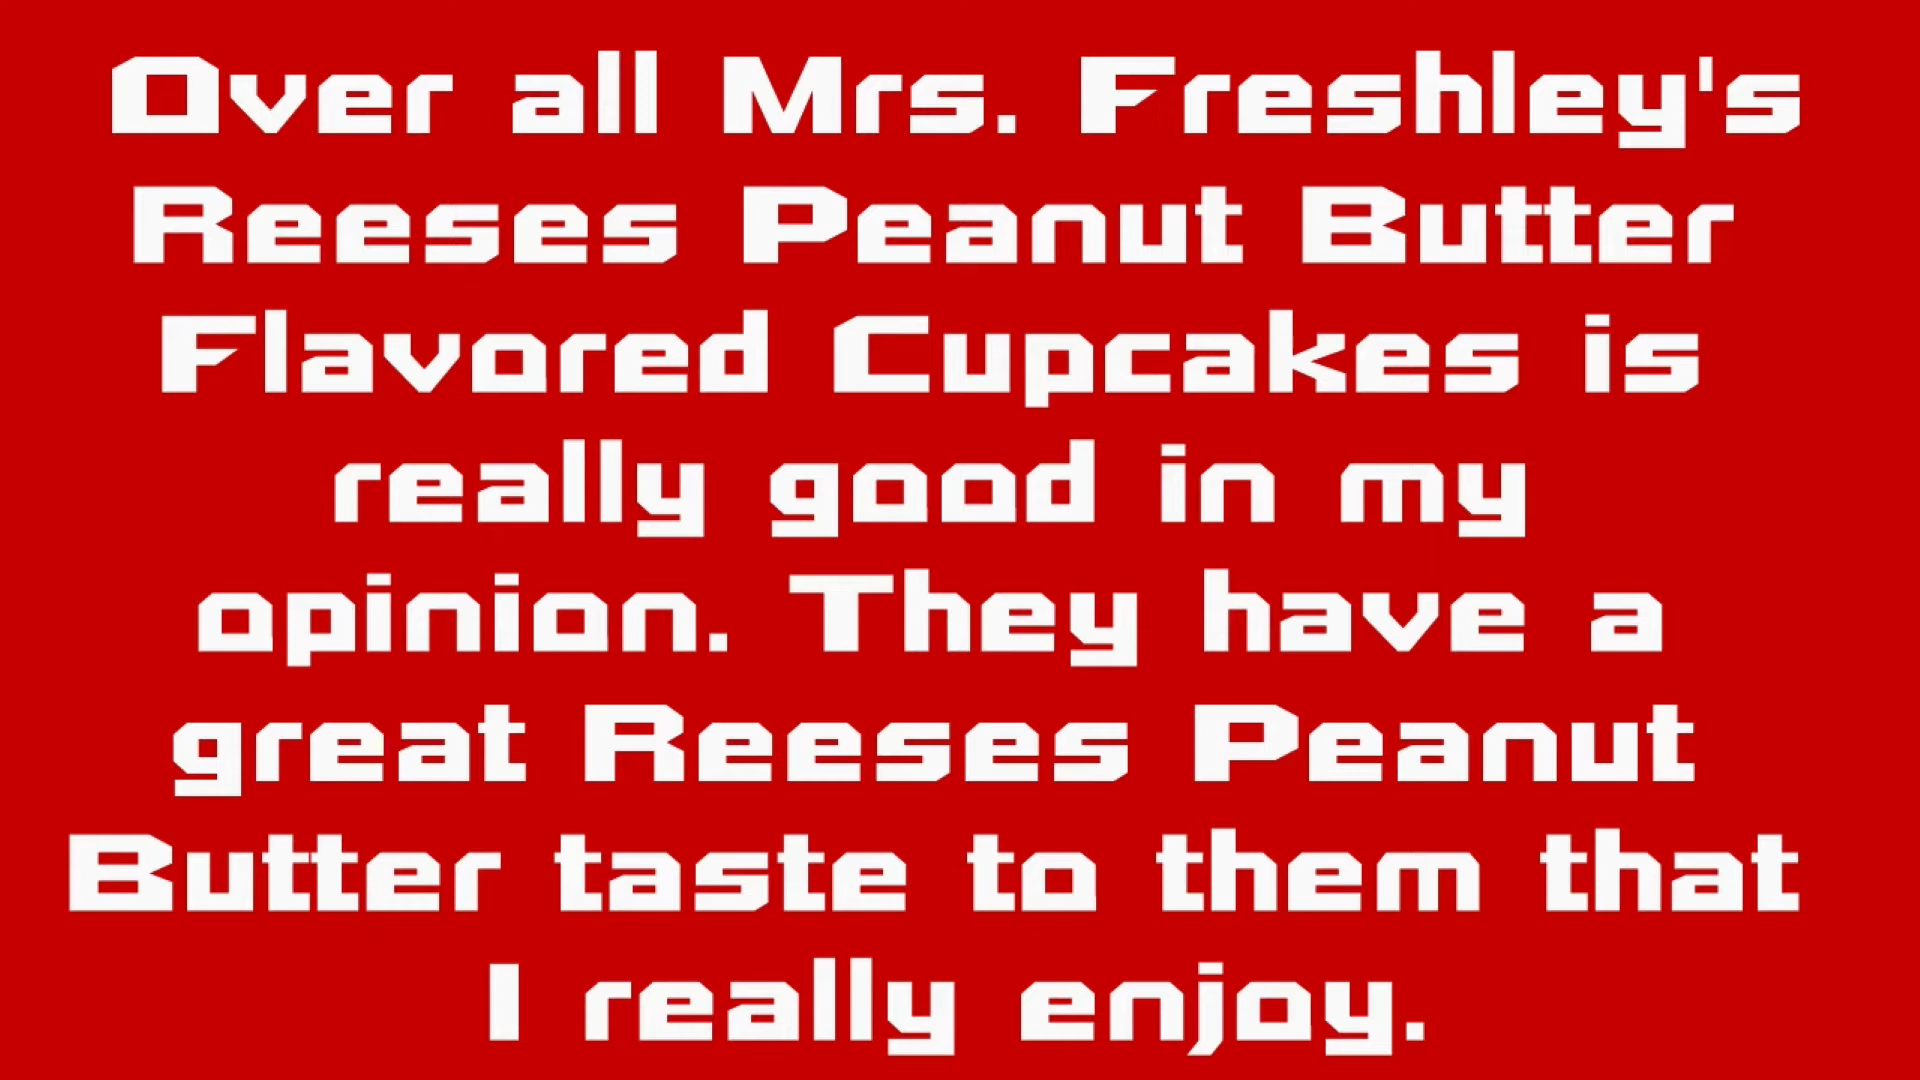 Over all Mrs. Freshley's
Reeses Peanut Butter
Flavored Cupcakes is
really good in my
opinion. They have a
great Reeses Peanut
Butter taste to them that
I really enjoy.